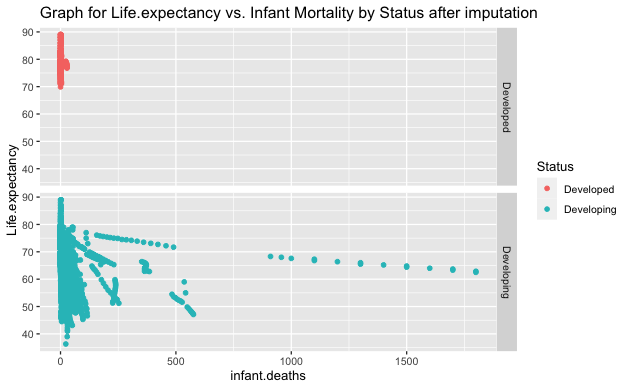 Graph for Life.expectancy vs. Infant Mortality by Status after imputation
90
80
70
60
50
40
Developed
90
80
70
60
50
40
Developing
Life.expectancy
0 500 1000 1500
infant.deaths
Status
Developed
Developing